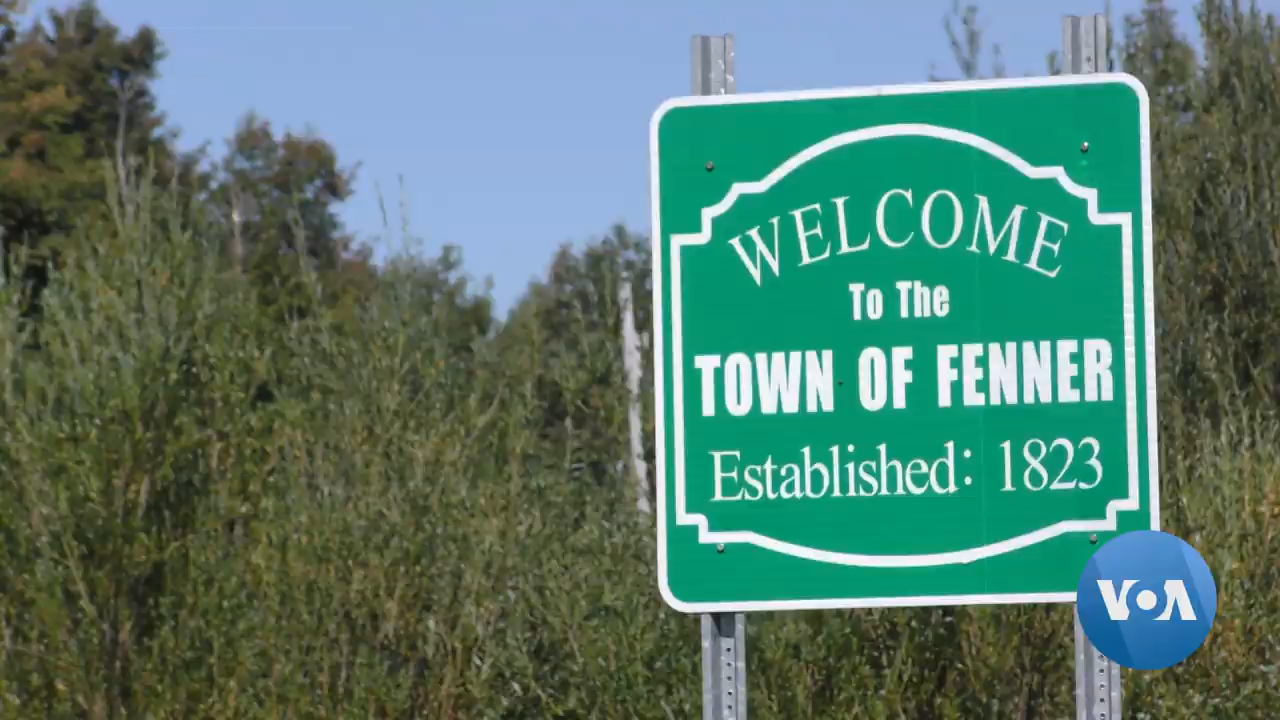 WELCOME
To The
TOWN OF FENNER
Established: 1823
VOA